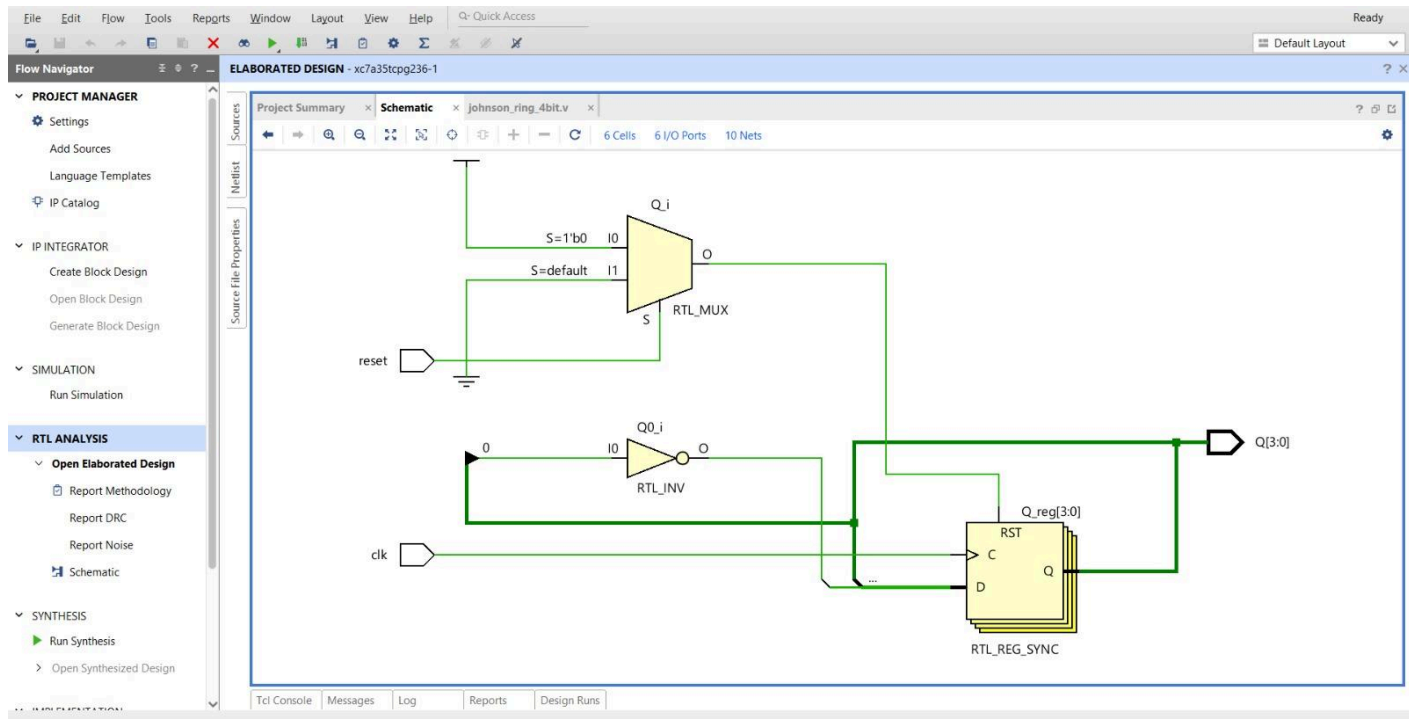 File Edit Flow Tools Reports Window Layout View Help Q- Quick Access Ready
Default Layout
Flow Navigator ? _
ELABORATED DESIGN - xc7a35tcpg236-1 ? ×
PROJECT MANAGER
Settings
Add Sources
Language Templates
IP Catalog
IP INTEGRATOR
Create Block Design
Open Block Design
Generate Block Design
SIMULATION
Run Simulation
RTL ANALYSIS
Open Elaborated Design
Report Methodology
Report DRC
Report Noise
Schematic
SYNTHESIS
Run Synthesis
Open Synthesized Design
Sources
Netlist
Source File Properties
Project Summary × Schematic × johnson_ring_4bit.v × ?
6 Cells 6 I/O Ports 10 Nets
Q_i
S=1'b0 I0
O
S=default I1
S RTL_MUX
reset
Q0_i
0 I0 O
RTL_INV
Q[3:0]
Q_reg[3:0]
RST
clk
C
Q
...
D
RTL_REG_SYNC
Tcl Console Messages Log Reports Design Runs